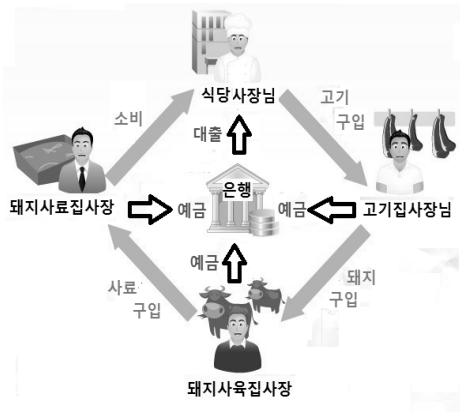 식당사장님
소비
고기
구입
대출
은행
돼지사료집사장
예금
예금
고기집사장님
예금
사료
구입
돼지
구입
돼지사육집사장